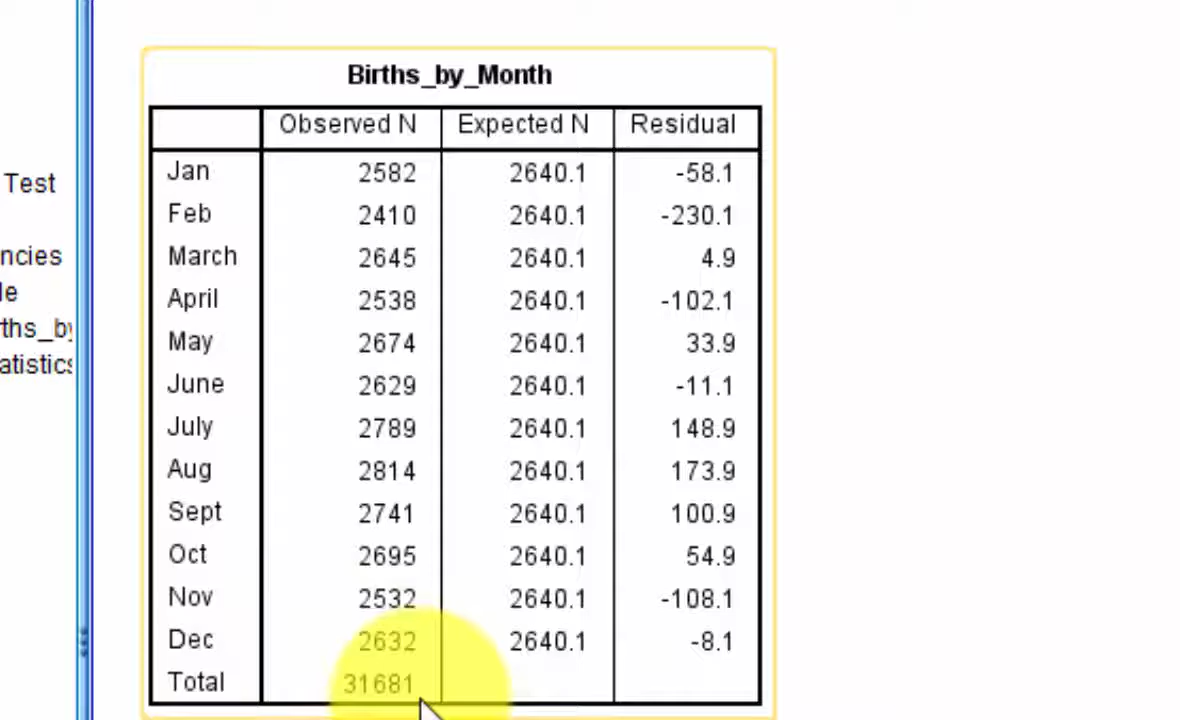 Births_by_Month
Observed N Expected N Residual
Jan 2582 2640.1 -58.1
Feb 2410 2640.1 -230.1
March 2645 2640.1 4.9
April 2538 2640.1 -102.1
May 2674 2640.1 33.9
June 2629 2640.1 -11.1
July 2789 2640.1 148.9
Aug 2814 2640.1 173.9
Sept 2741 2640.1 100.9
Oct 2695 2640.1 54.9
Nov 2532 2640.1 -108.1
Dec 2632 2640.1 -8.1
Total 31681
Test
ncies
le
rths_by
atistics